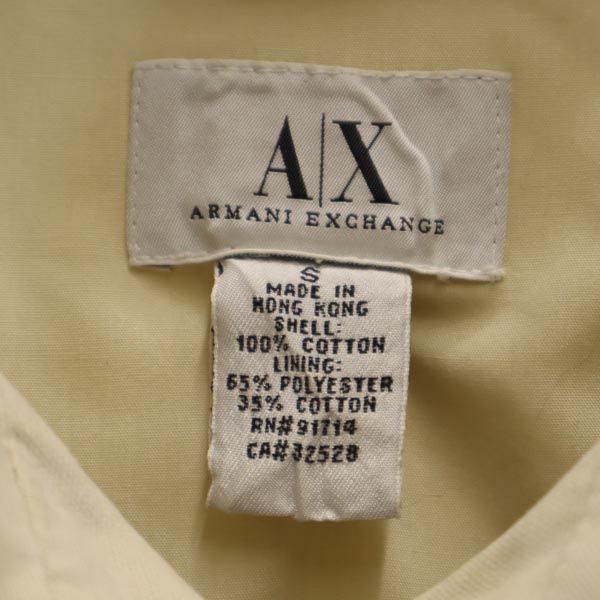 A|X
ARMANI EXCHANGE
S
MADE IN
HONG KONG
SHELL:
100% COTTON
LINING:
65% POLYESTER
35% COTTON
RN#91714
CA#32528